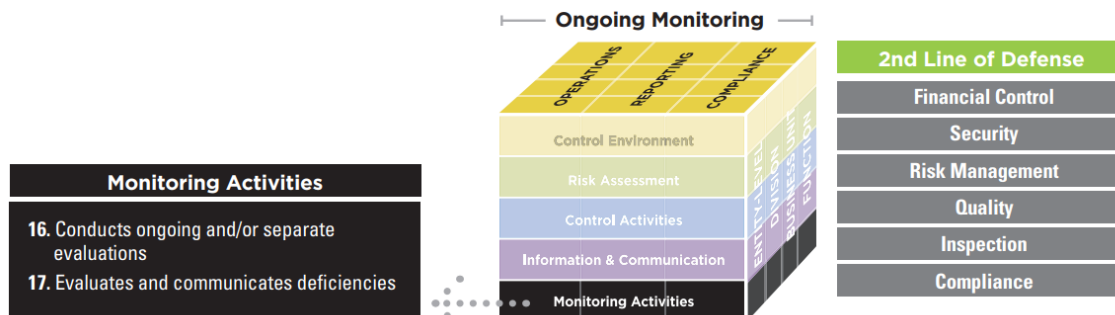 Ongoing Monitoring
OPERATIONS
REPORTING
COMPLIANCE
Control Environment
Risk Assessment
Control Activities
Information & Communication
Monitoring Activities
ENTITY-LEVEL
DIVISION
BUSINESS UNIT
FUNCTION
Monitoring Activities
16. Conducts ongoing and/or separate
evaluations
17. Evaluates and communicates deficiencies
2nd Line of Defense
Financial Control
Security
Risk Management
Quality
Inspection
Compliance